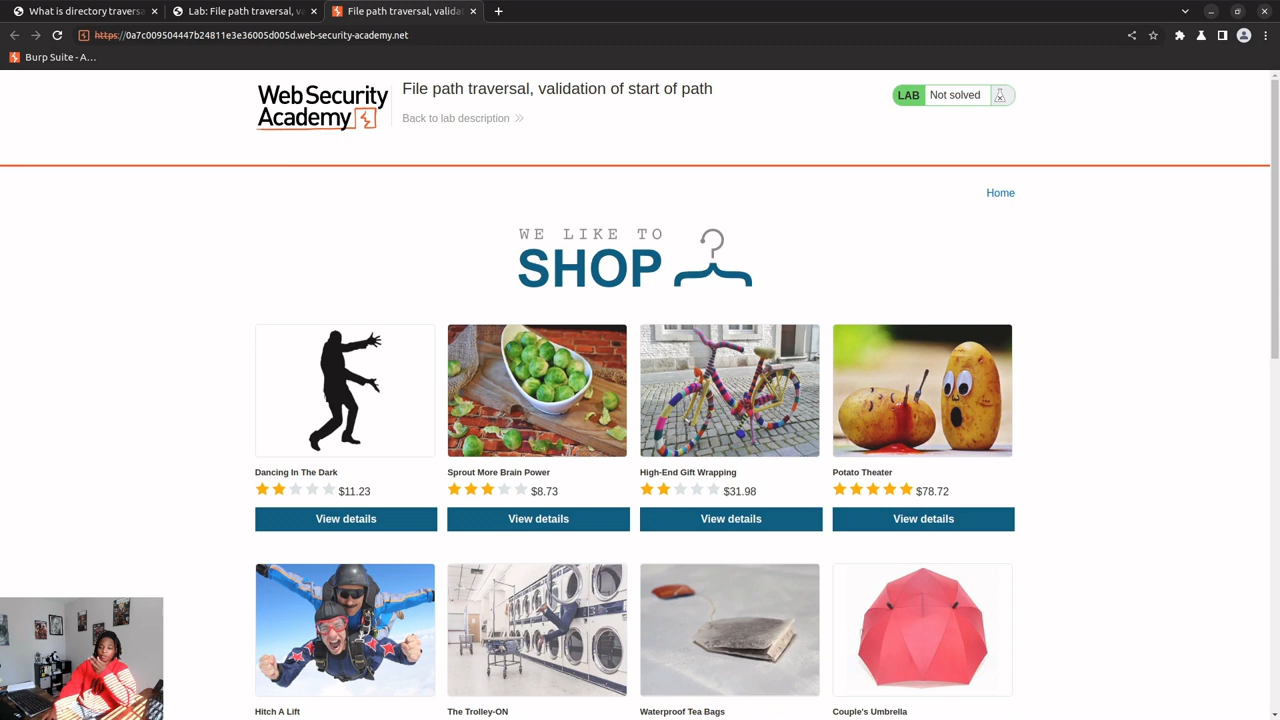 What is directory traversa
Lab: File path traversal, v
File path traversal, valida
https://0a7c009504447b24811e3e36005d005d.web-security-academy.net
Burp Suite - A…
WebSecurity
Academy
File path traversal, validation of start of path
Back to lab description
LAB
Not solved
Home
WE LIKE TO
SHOP
Dancing In The Dark
Sprout More Brain Power
High-End Gift Wrapping
Potato Theater
$11.23
$8.73
$31.98
$78.72
View details
View details
View details
View details
Hitch A Lift
The Trolley-ON
Waterproof Tea Bags
Couple's Umbrella